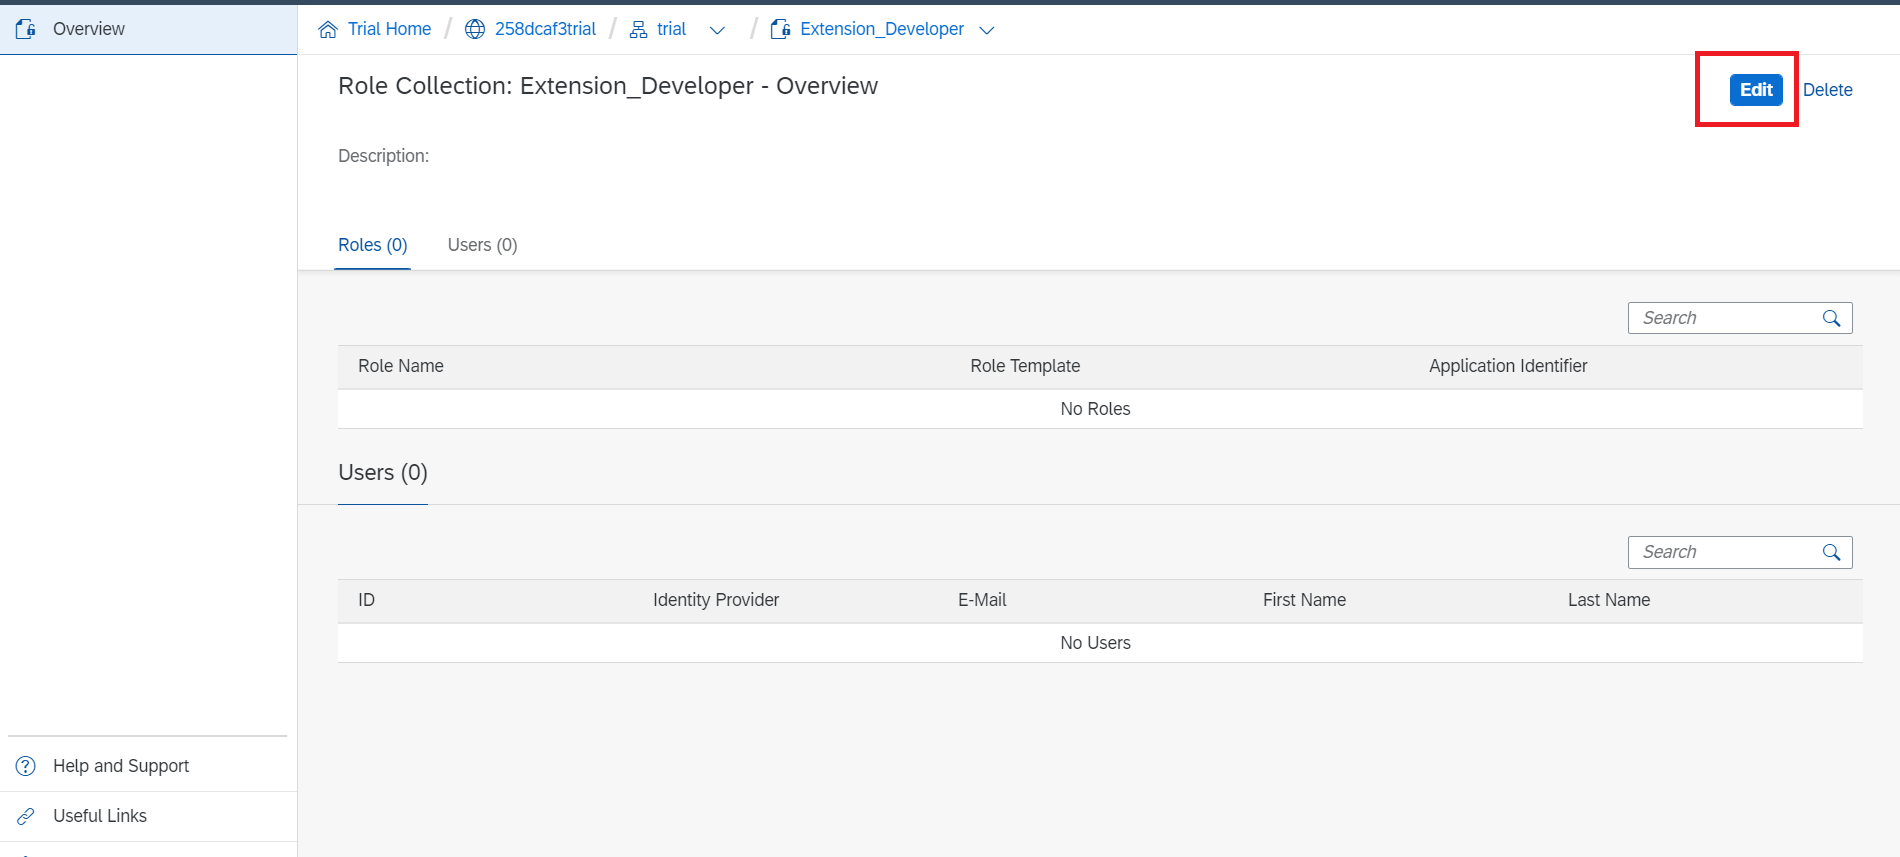 Overview
Trial Home / 258dcaf3trial / trial / Extension_Developer
Role Collection: Extension_Developer - Overview
Edit Delete
Description:
Roles (0) Users (0)
Search
Role Name Role Template Application Identifier
No Roles
Users (0)
Search
ID Identity Provider E-Mail First Name Last Name
No Users
Help and Support
Useful Links